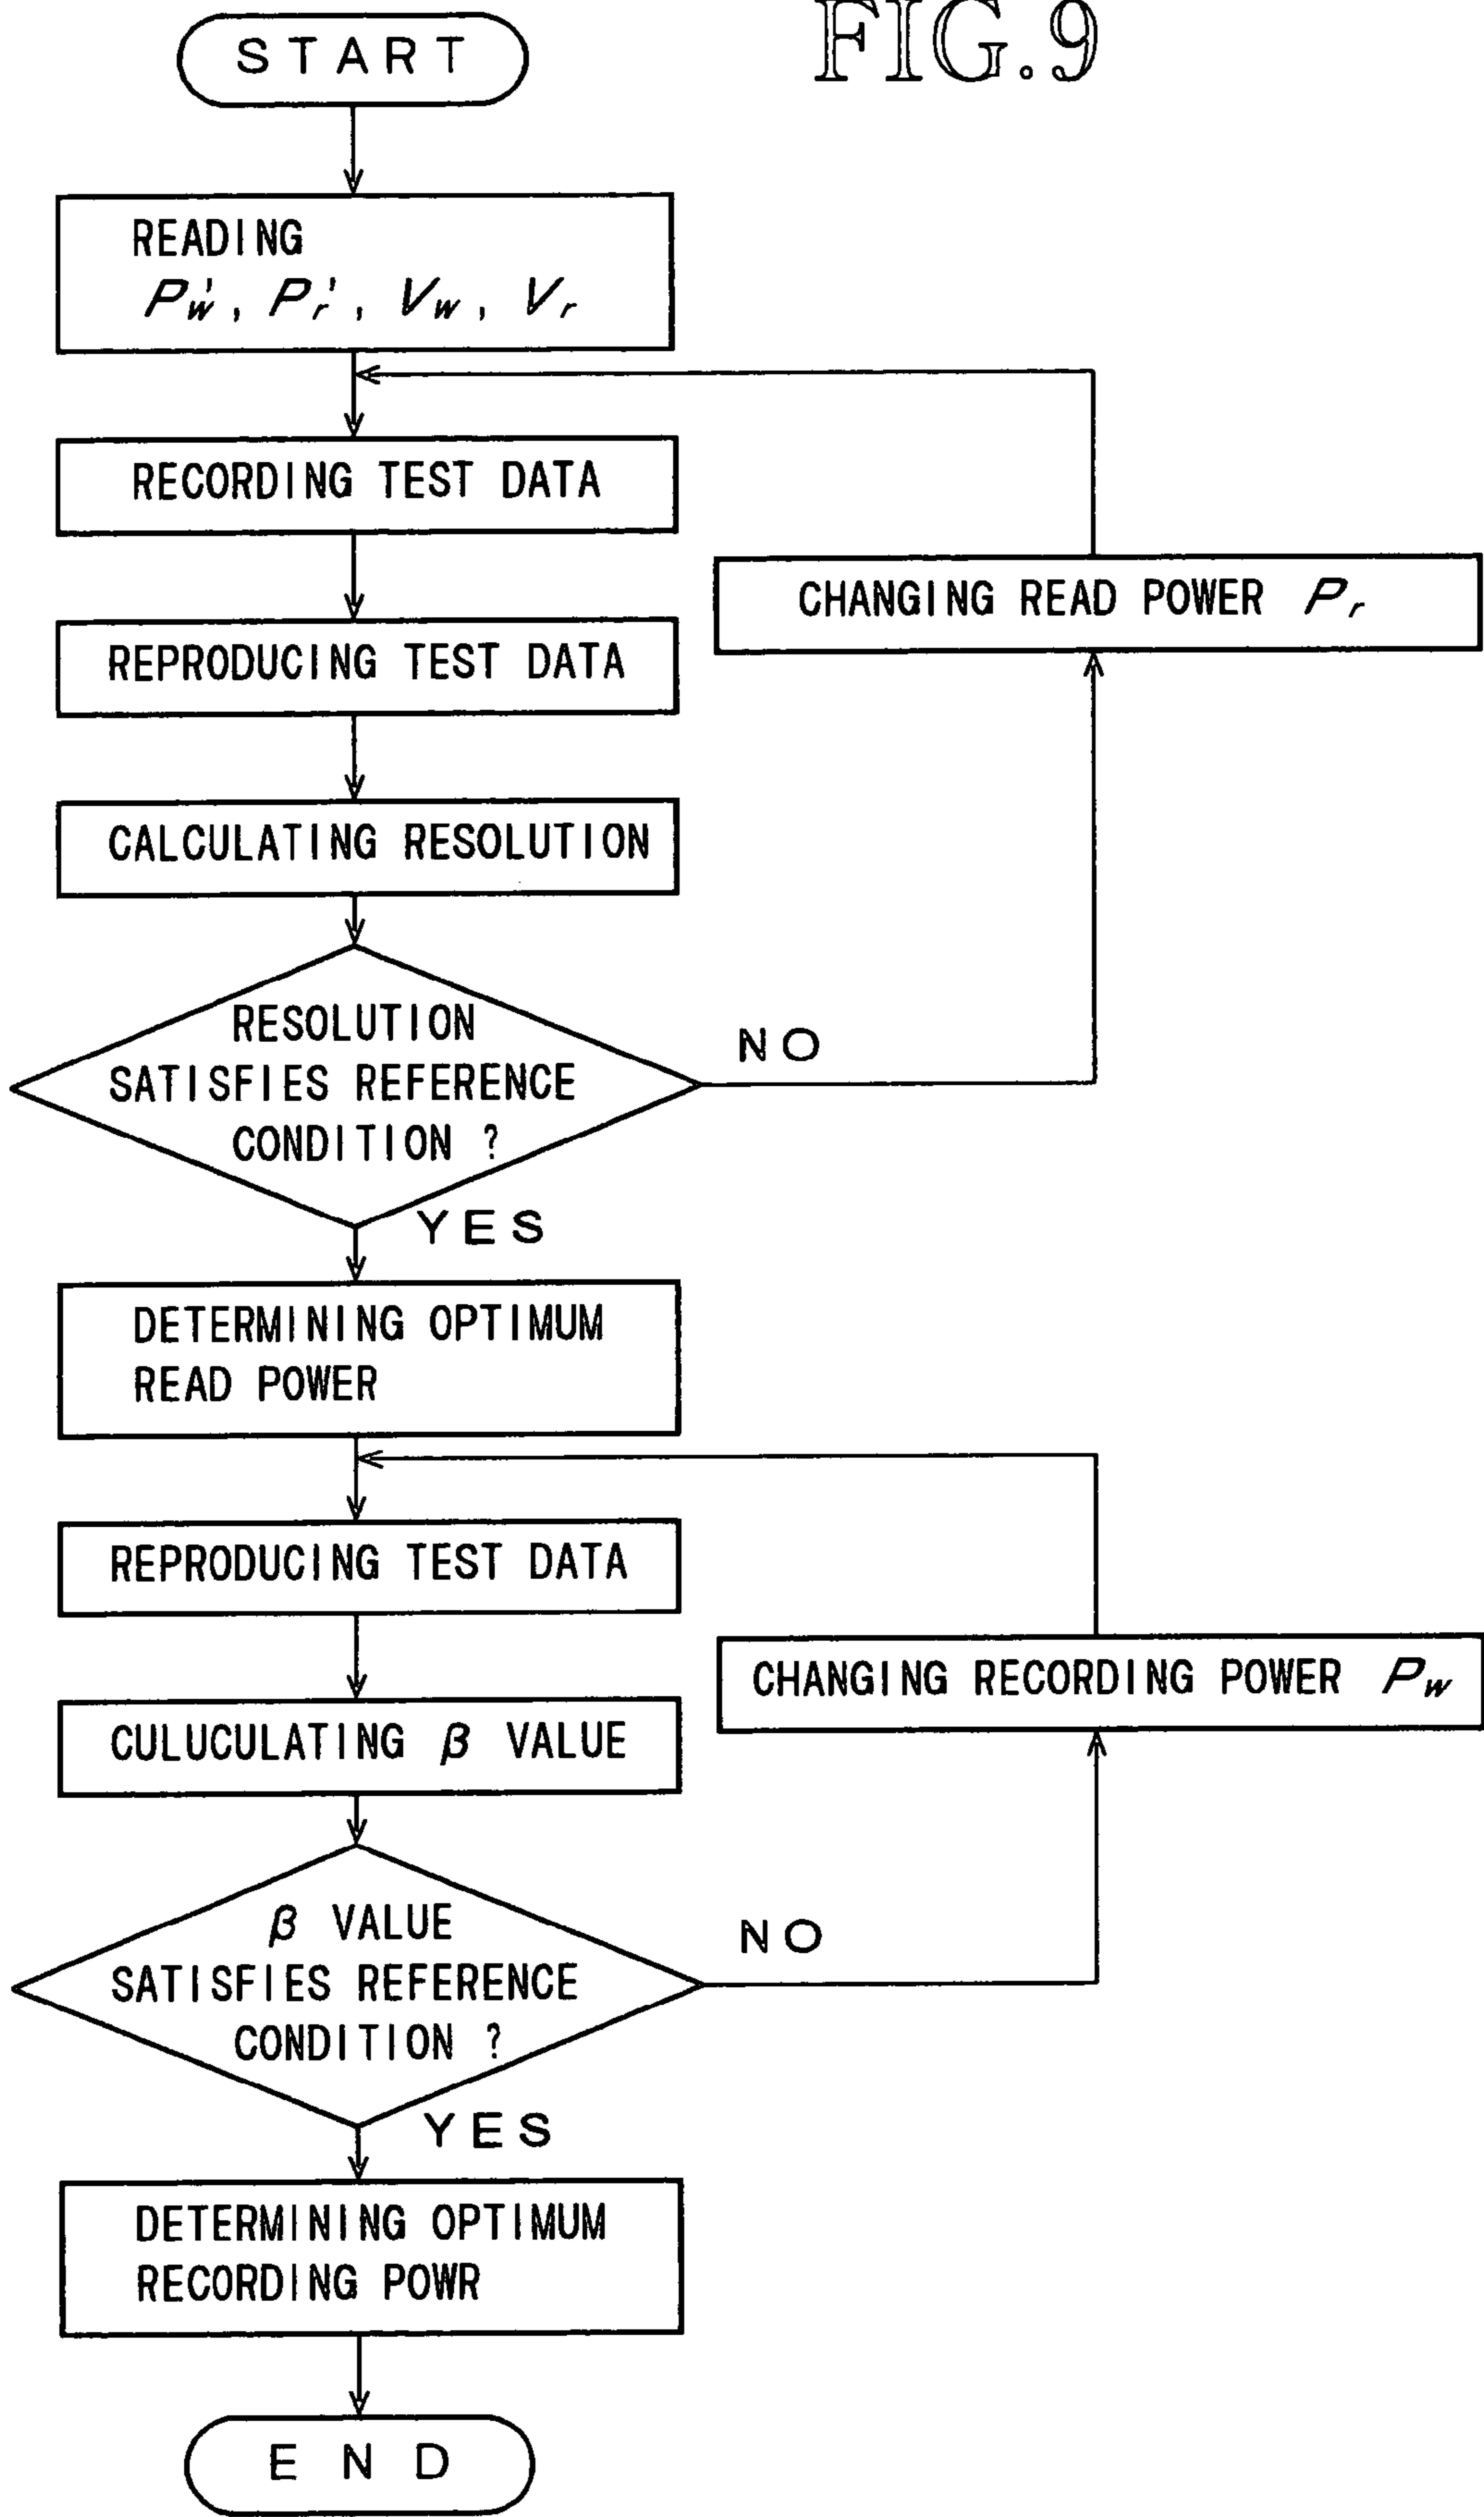 FIG.9
START
READING
Pw', Pr', Vw, Vr
RECORDING TEST DATA
CHANGING READ POWER Pr
REPRODUCING TEST DATA
CALCULATING RESOLUTION
RESOLUTION
SATISFIES REFERENCE
CONDITION ?
NO
YES
DETERMINING OPTIMUM
READ POWER
REPRODUCING TEST DATA
CHANGING RECORDING POWER Pw
CULUCULATING β VALUE
β VALUE
SATISFIES REFERENCE
CONDITION ?
NO
YES
DETERMINING OPTIMUM
RECORDING POWR
END